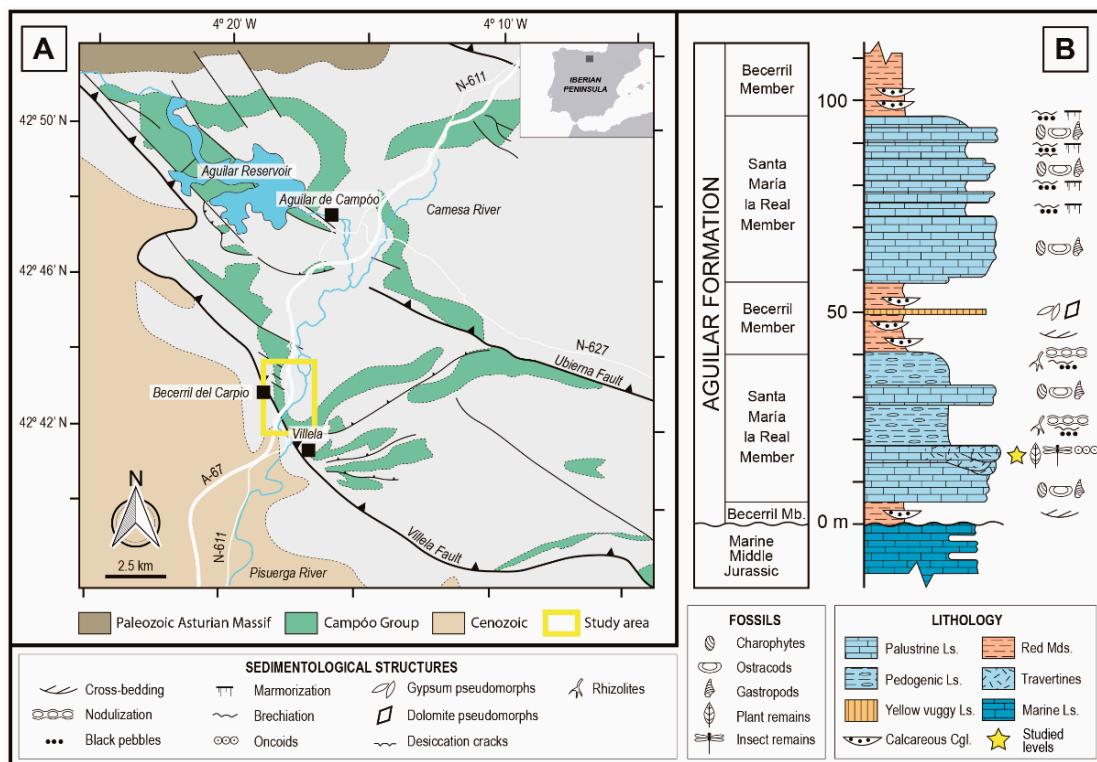 A
4º 20' W
4º 10' W
42º 50' N
42º 46' N
42º 42' N
IBERIAN
PENINSULA
N-611
Aguilar Reservoir
Aguilar de Campóo
Camesa River
N-627
Ubierna Fault
Becerril del Carpio
Villela
A-67
N
N-611
2.5 km
Pisuerga River
Villela Fault
Paleozoic Asturian Massif
Campóo Group
Cenozoic
Study area
SEDIMENTOLOGICAL STRUCTURES
Cross-bedding
Marmorization
Gypsum pseudomorphs
Rhizolites
Nodulization
Brechiation
Dolomite pseudomorphs
Black pebbles
Oncoids
Desiccation cracks
B
AGUILAR FORMATION
Becerril
Member
Santa
María
la Real
Member
Becerril
Member
Santa
María
la Real
Member
Becerril Mb.
Marine
Middle
Jurassic
100
50
0 m
FOSSILS
Charophytes
Ostracods
Gastropods
Plant remains
Insect remains
LITHOLOGY
Palustrine Ls.
Red Mds.
Pedogenic Ls.
Travertines
Yellow vuggy Ls.
Marine Ls.
Calcareous Cgl.
Studied
levels